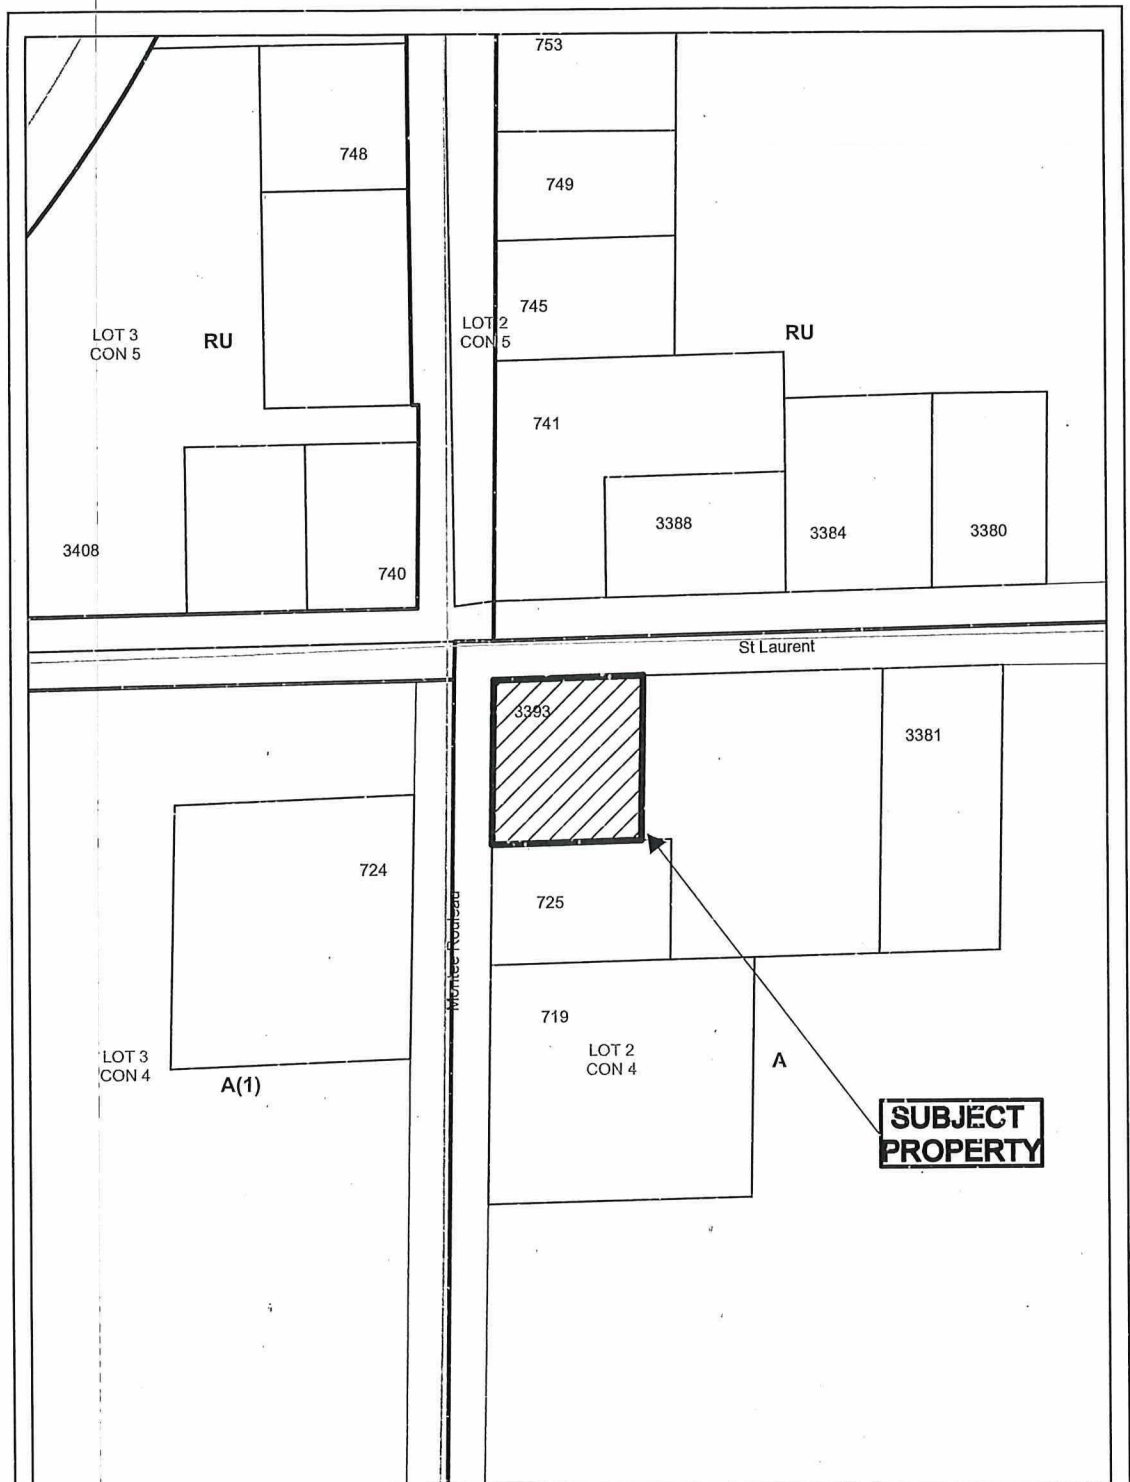 753
748
749
745
LOT 2
CON 5
LOT 3
CON 5
RU
RU
741
3388
3384
3380
3408
740
St Laurent
3393
3381
724
725
Montée Rouleau
719
LOT 2
CON 4
LOT 3
CON 4
A(1)
A
SUBJECT
PROPERTY